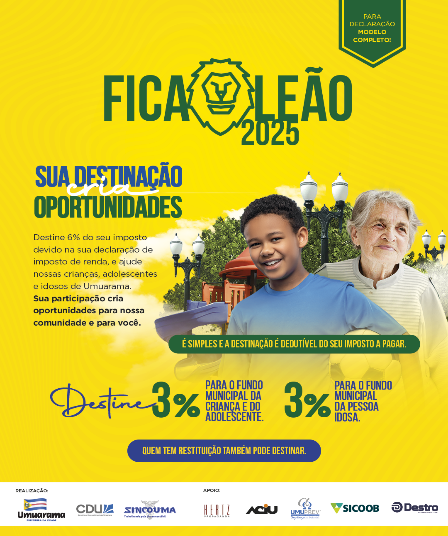 PARA
DECLARAÇÃO
MODELO
COMPLETO!
FICA LEÃO
2025
SUA DESTINAÇÃO
cria
OPORTUNIDADES
Destine 6% do seu imposto
devido na sua declaração de
imposto de renda, e ajude
nossas crianças, adolescentes
e idosos de Umuarama.
Sua participação cria
oportunidades para nossa
comunidade e para você.
É SIMPLES E A DESTINAÇÃO É DEDUTÍVEL DO SEU IMPOSTO A PAGAR.
Destine 3% PARA O FUNDO
MUNICIPAL DA
CRIANÇA E DO
ADOLESCENTE.
3% PARA O FUNDO
MUNICIPAL
DA PESSOA
IDOSA.
QUEM TEM RESTITUIÇÃO TAMBÉM PODE DESTINAR.
REALIZAÇÃO:
Umuarama
CDU
SINCOUMA
APOIO:
ACIU
UMUPREV
SICOOB
Destro